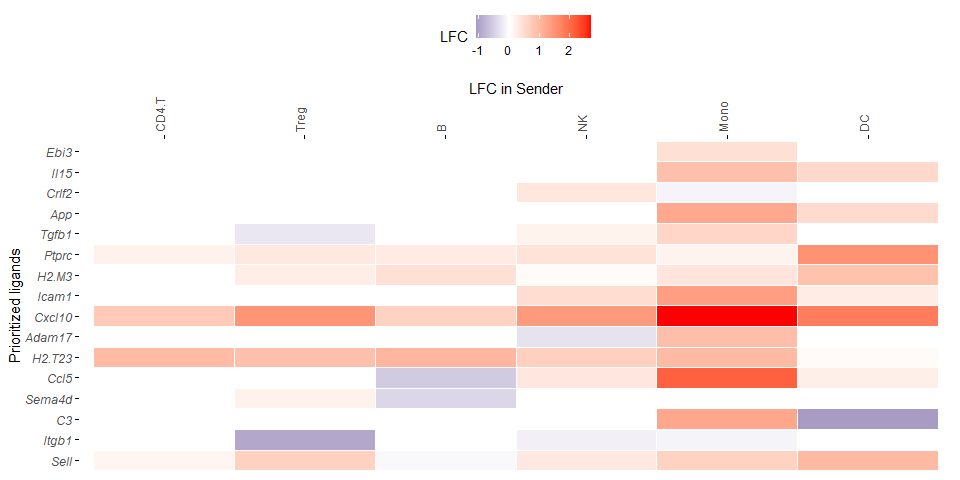 LFC
-1 0 1 2
LFC in Sender
CD4.T
Treg
B
NK
Mono
DC
Prioritized ligands
Ebi3
Il15
Crlf2
App
Tgfb1
Ptprc
H2.M3
Icam1
Cxcl10
Adam17
H2.T23
Ccl5
Sema4d
C3
Itgb1
Sell